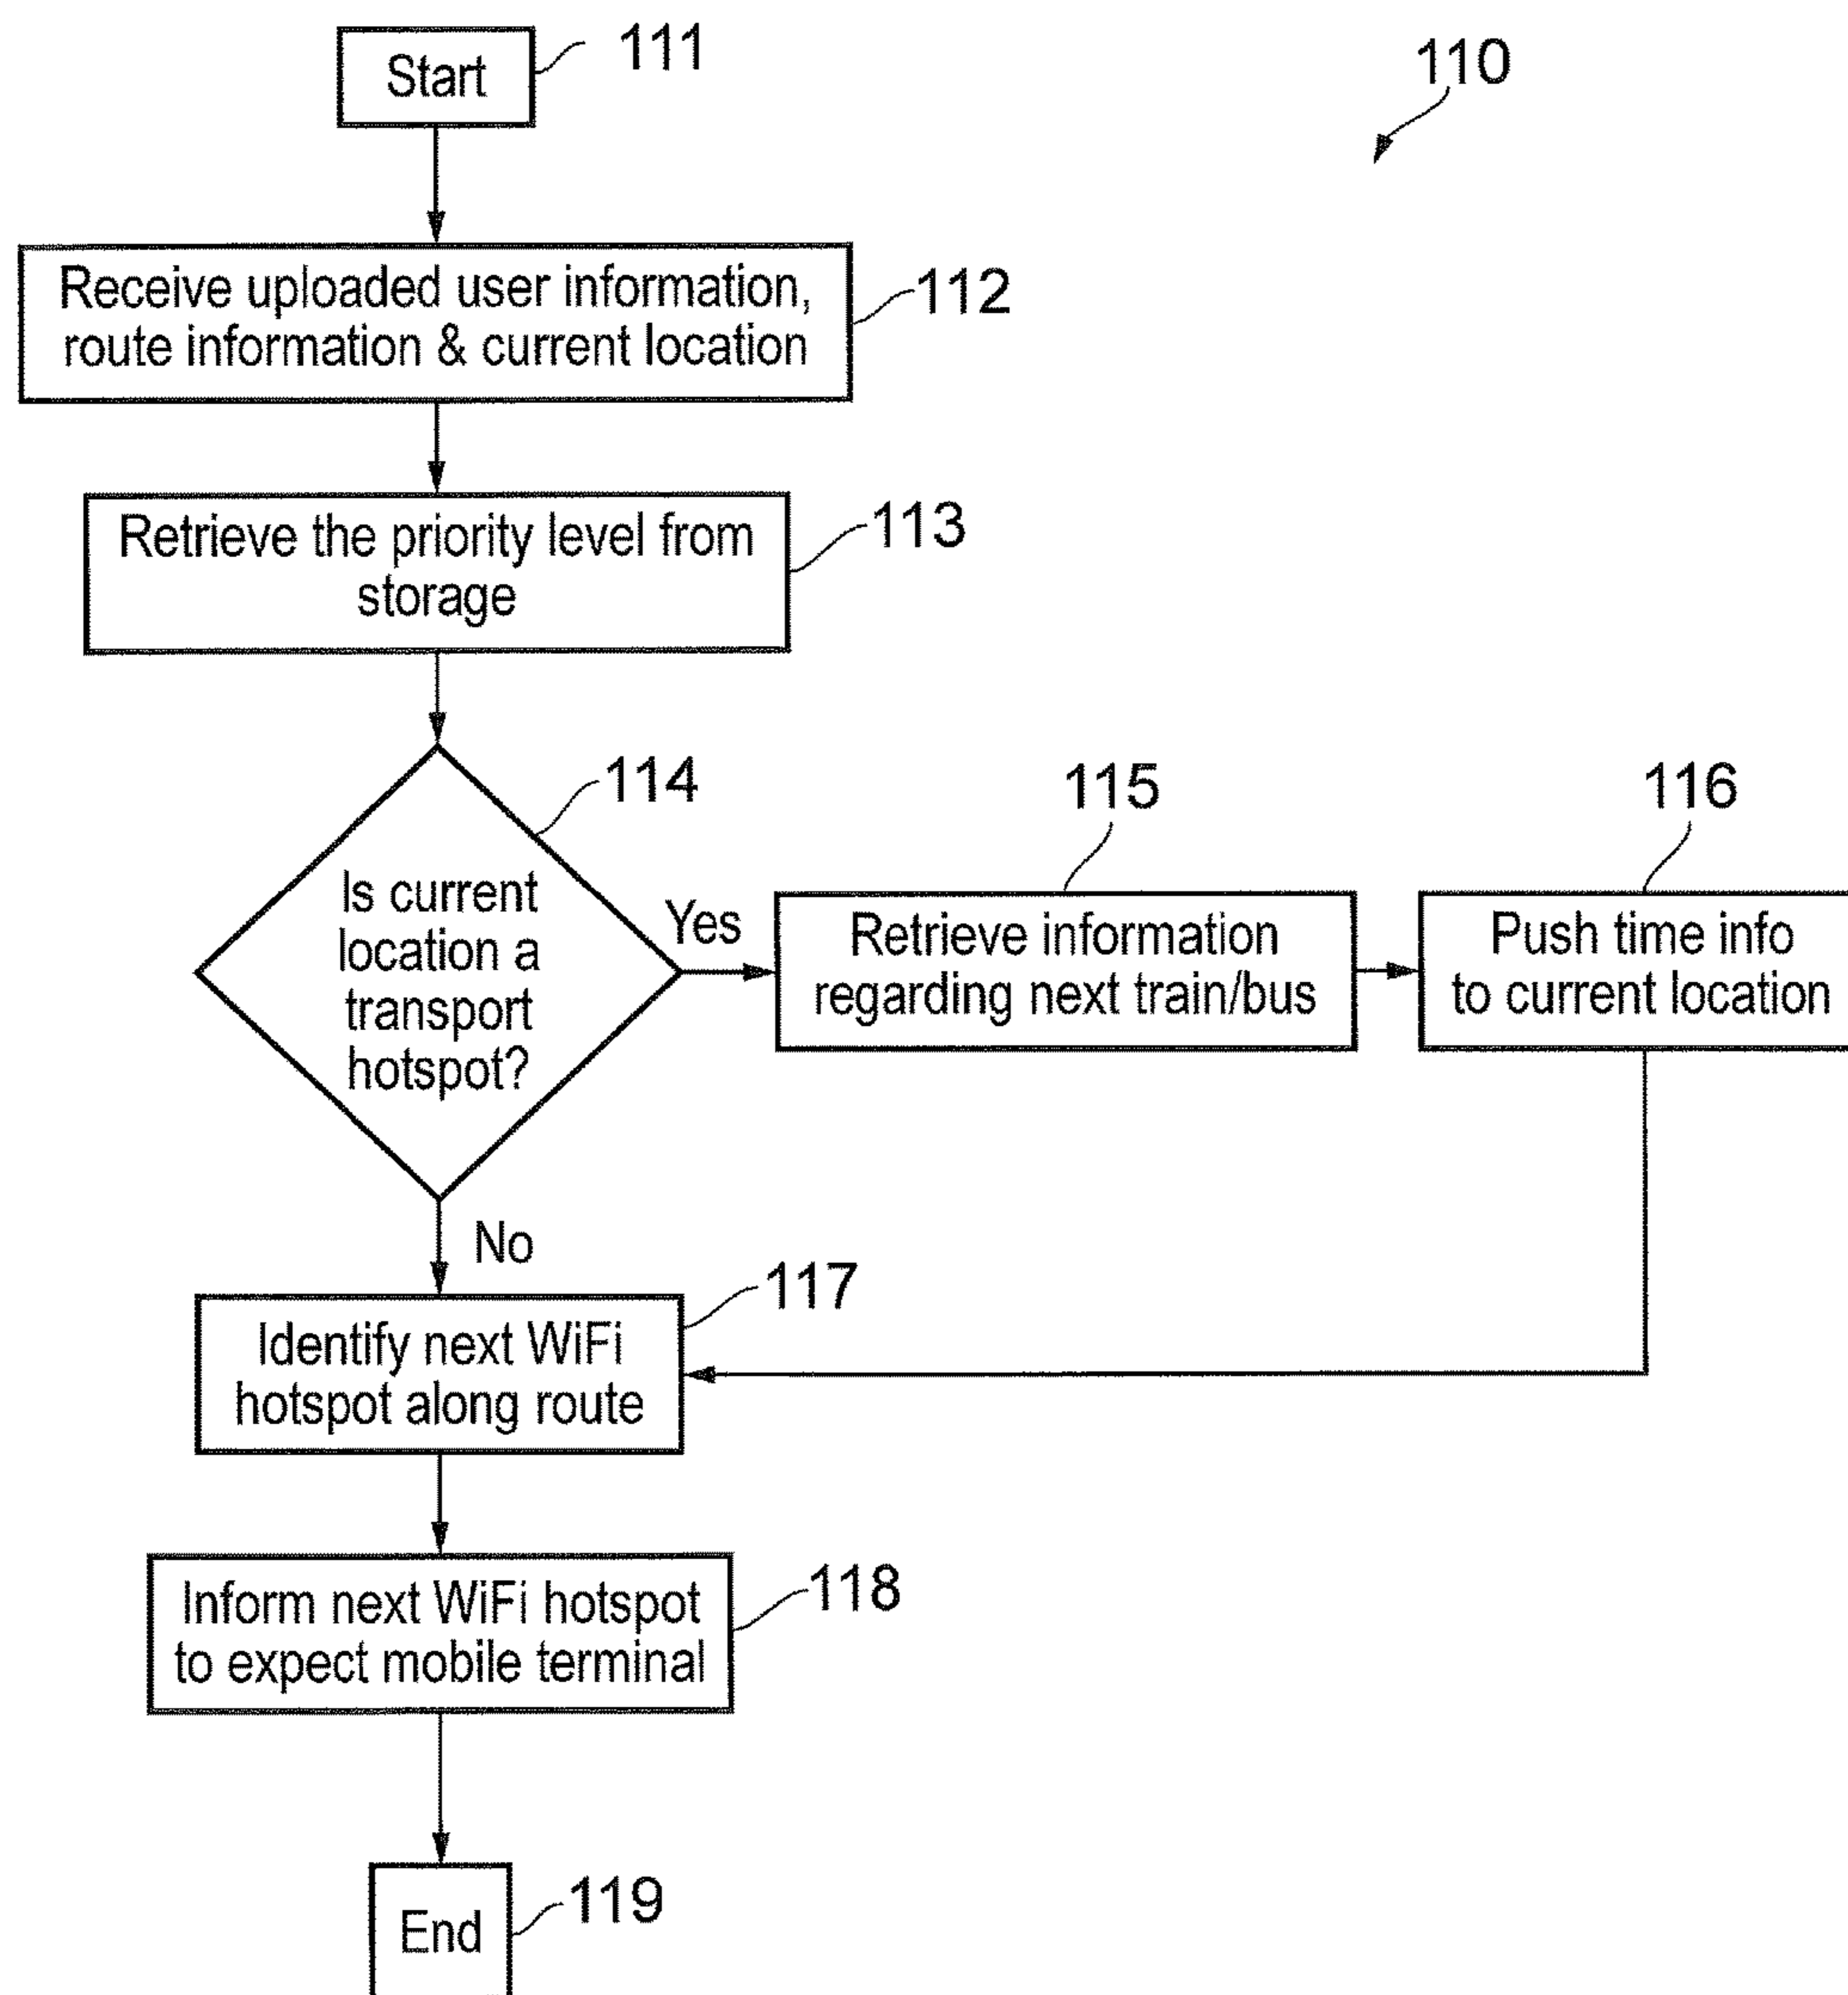 Start
111
110
Receive uploaded user information,
route information & current location
112
Retrieve the priority level from
storage
113
114
Is current
location a
transport
hotspot?
Yes
115
Retrieve information
regarding next train/bus
116
Push time info
to current location
No
117
Identify next WiFi
hotspot along route
118
Inform next WiFi hotspot
to expect mobile terminal
End
119